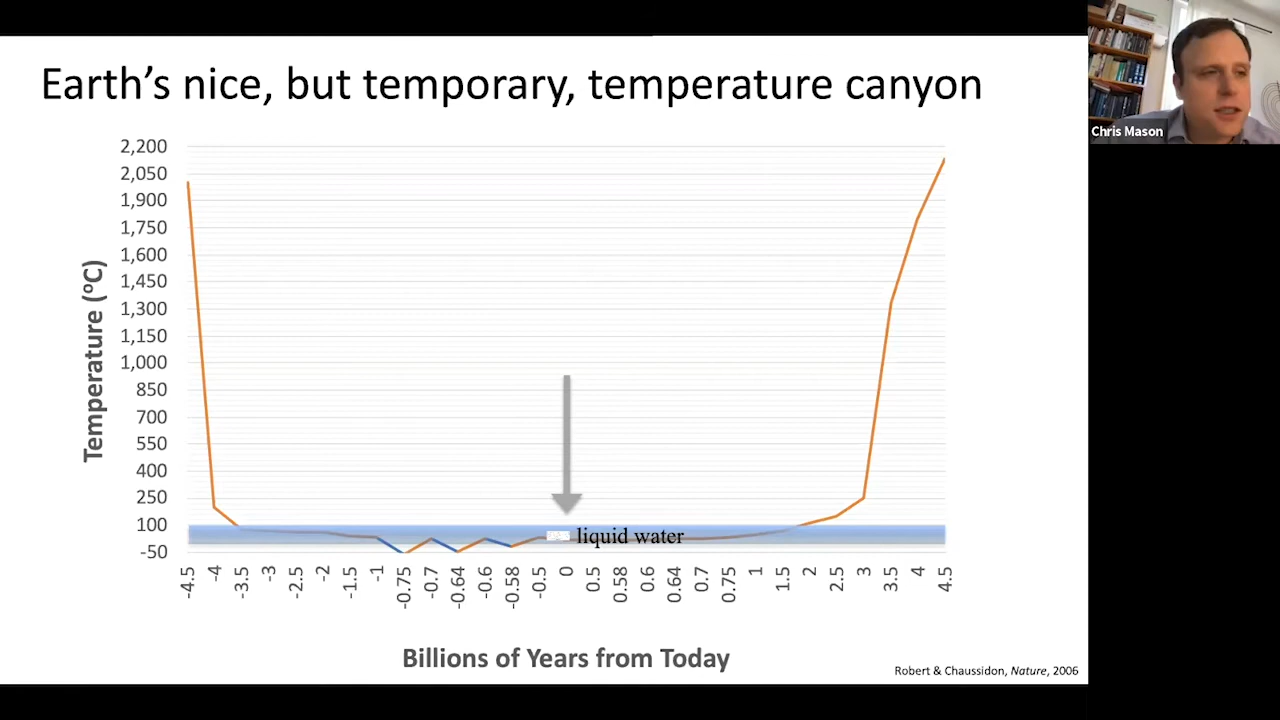 Earth's nice, but temporary, temperature canyon
Chris Mason
2,200
2,050
1,900
1,750
1,600
1,450
1,300
1,150
1,000
850
700
550
400
250
100
-50
Temperature (ºC)
liquid water
-4.5 -4 -3.5 -3 -2.5 -2 -1.5 -1 -0.75 -0.7 -0.64 -0.6 -0.58 -0.5 0 0.5 0.58 0.6 0.64 0.7 0.75 1 1.5 2 2.5 3 3.5 4 4.5
Billions of Years from Today
Robert & Chaussidon, Nature, 2006